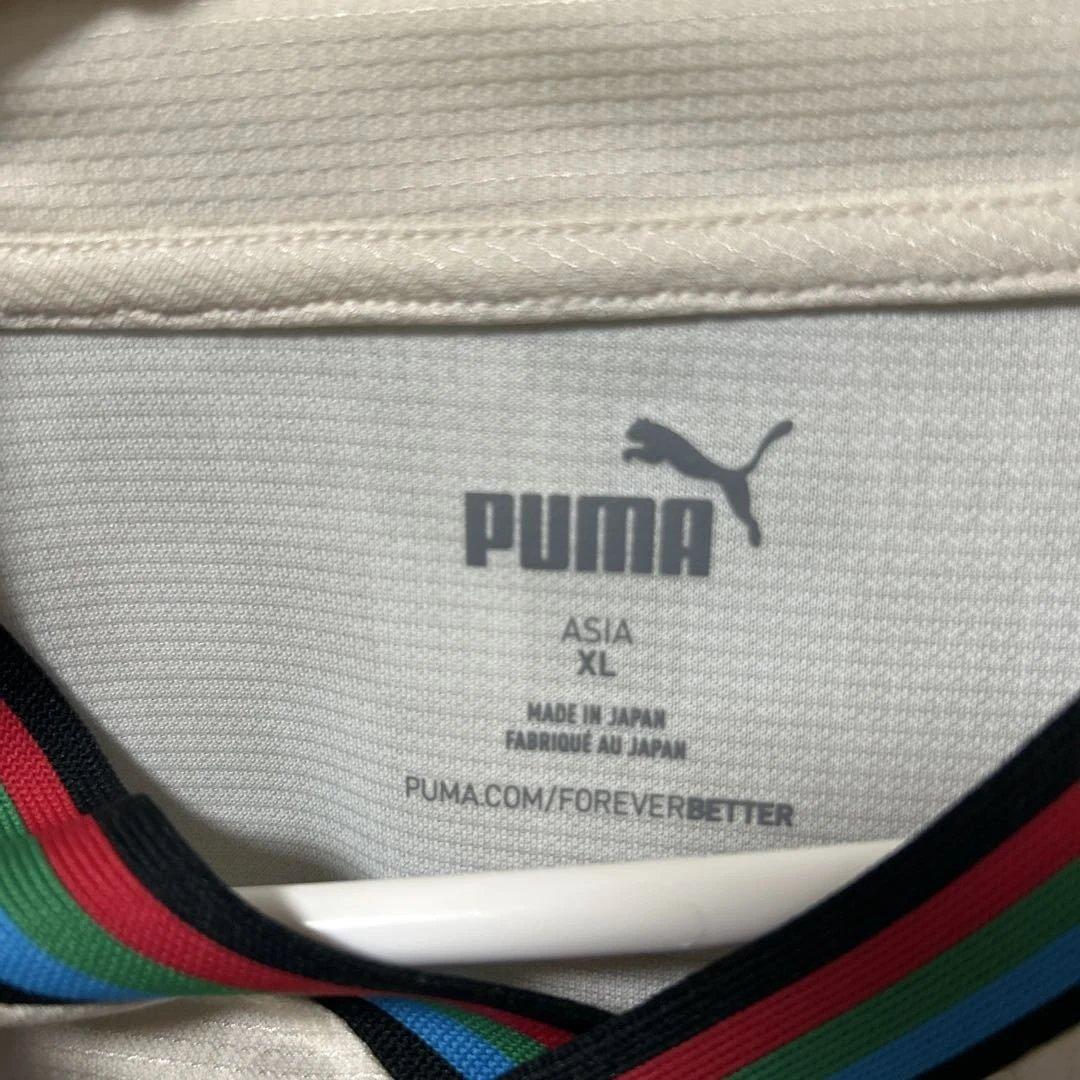 PUMA
ASIA
XL
MADE IN JAPAN
FABRIQUÉ AU JAPAN
PUMA.COM/FOREVERBETTER